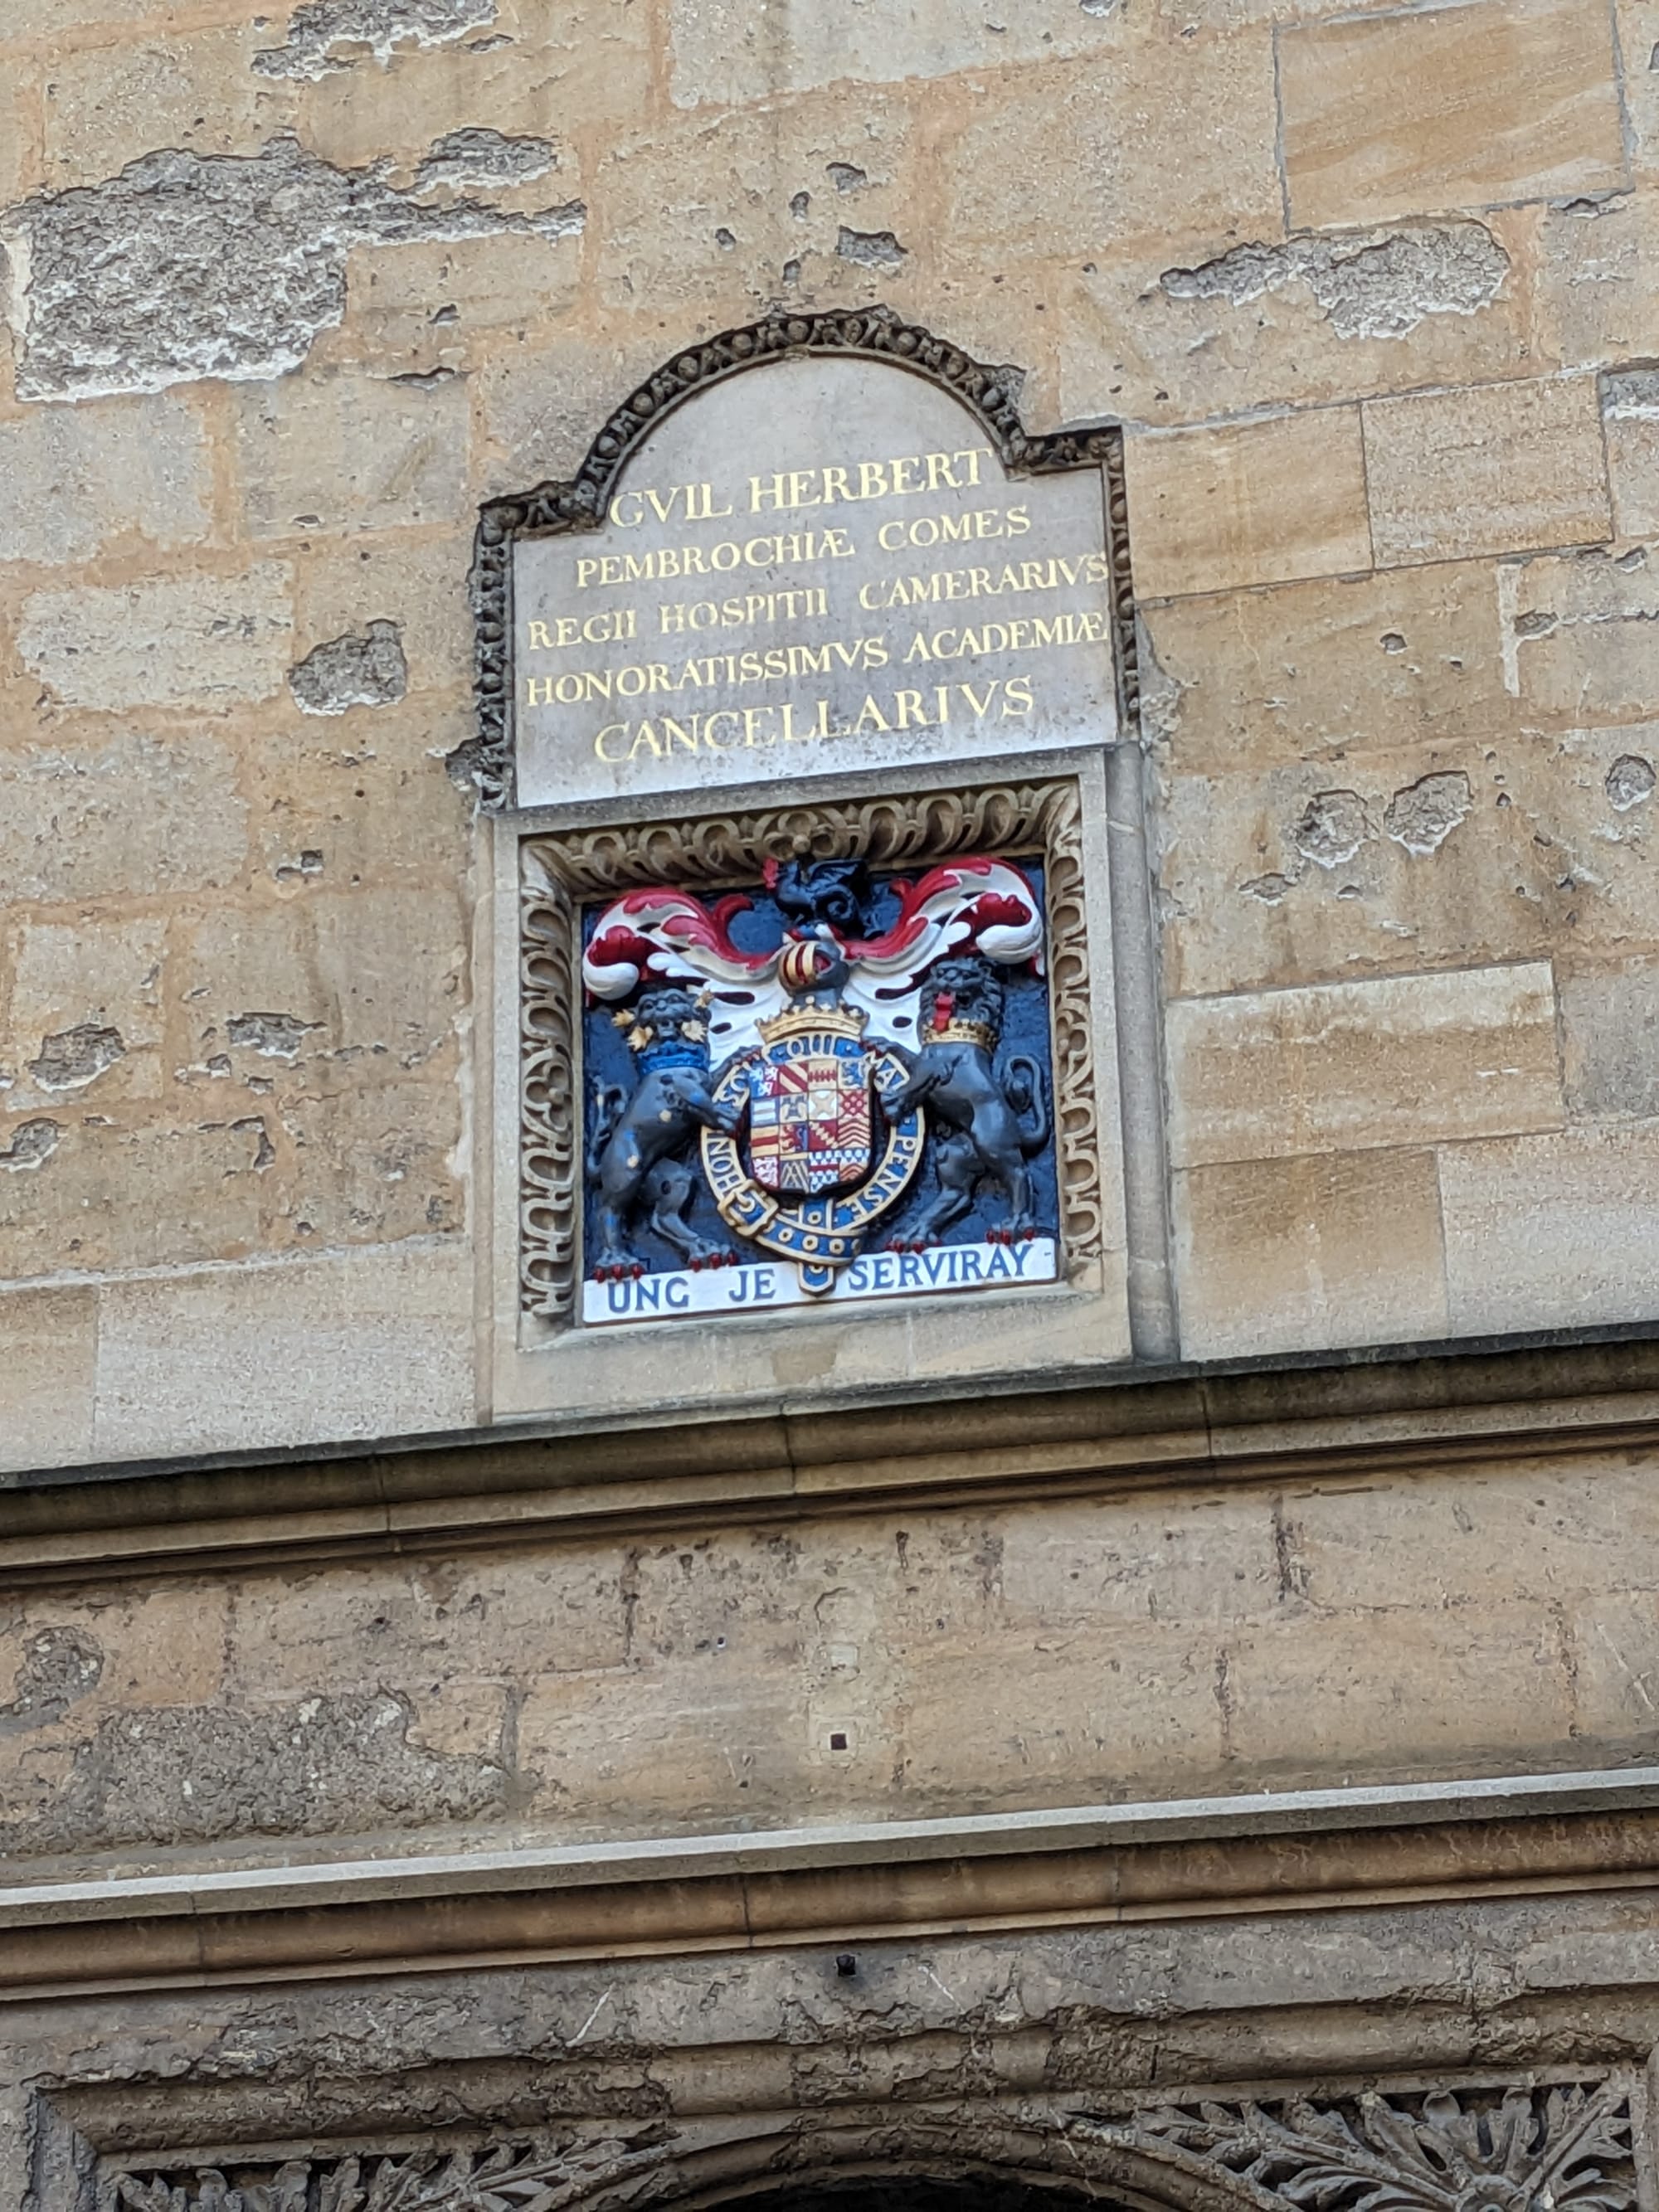 GVIL HERBERT
PEMBROCHIÆ COMES
REGII HOSPITII CAMERARIVS
HONORATISSIMVS ACADEMIÆ
CANCELLARIVS
HONI SOIT QUI MAL PENSE
UNG JE SERVIRAY